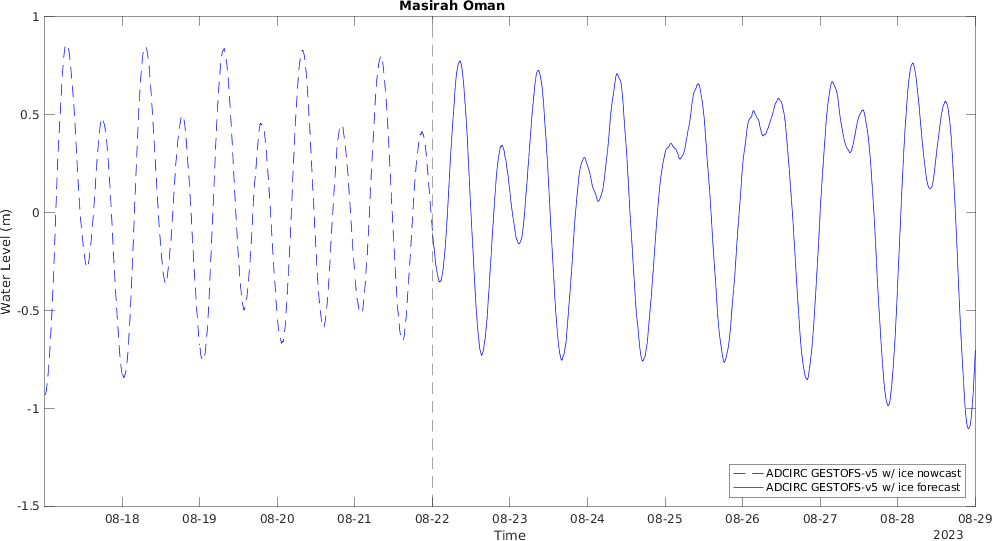 Masirah Oman
1
0.5
0
-0.5
-1
-1.5
Water Level (m)
ADCIRC GESTOFS-v5 w/ ice nowcast
ADCIRC GESTOFS-v5 w/ ice forecast
08-18 08-19 08-20 08-21 08-22 08-23 08-24 08-25 08-26 08-27 08-28 08-29
Time
2023